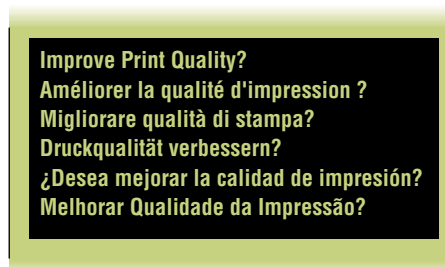 Improve Print Quality?
Améliorer la qualité d'impression ?
Migliorare qualità di stampa?
Druckqualität verbessern?
¿Desea mejorar la calidad de impresión?
Melhorar Qualidade da Impressão?